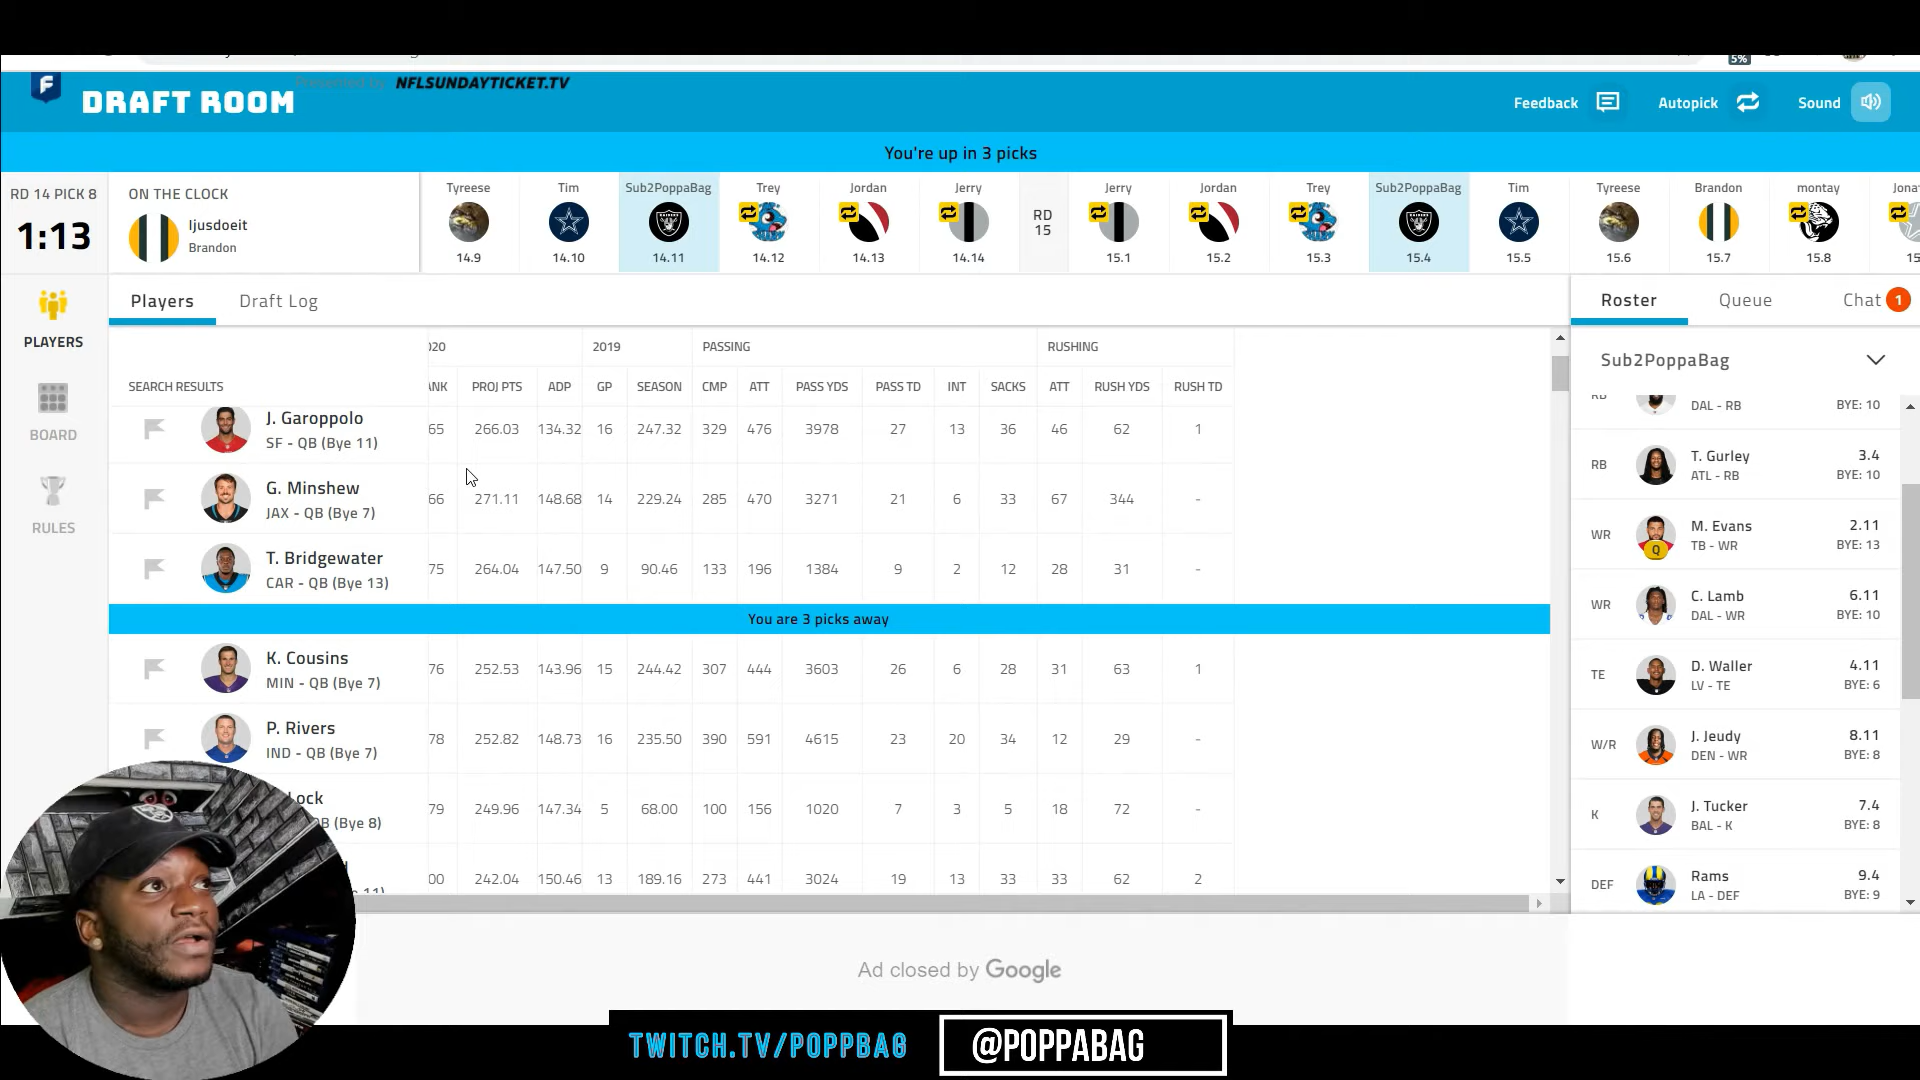 5%
F
DRAFT ROOM
Presented by NFLSUNDAYTICKET.TV
Feedback
Autopick
Sound
You're up in 3 picks
RD 14 PICK 8
1:13
ON THE CLOCK
Ijusdoeit
Brandon
Tyreese
14.9
Tim
14.10
Sub2PoppaBag
14.11
Trey
14.12
Jordan
14.13
Jerry
14.14
RD
15
Jerry
15.1
Jordan
15.2
Trey
15.3
Sub2PoppaBag
15.4
Tim
15.5
Tyreese
15.6
Brandon
15.7
montay
15.8
PLAYERS
BOARD
RULES
Players
Draft Log
2019 PASSING RUSHING
SEARCH RESULTS PROJ PTS ADP GP SEASON CMP ATT PASS YDS PASS TD INT SACKS ATT RUSH YDS RUSH TD
J. Garoppolo
SF - QB (Bye 11)
65 266.03 134.32 16 247.32 329 476 3978 27 13 36 46 62 1
G. Minshew
JAX - QB (Bye 7)
66 271.11 148.68 14 229.24 285 470 3271 21 6 33 67 344 -
T. Bridgewater
CAR - QB (Bye 13)
75 264.04 147.50 9 90.46 133 196 1384 9 2 12 28 31 -
You are 3 picks away
K. Cousins
MIN - QB (Bye 7)
76 252.53 143.96 15 244.42 307 444 3603 26 6 28 31 63 1
P. Rivers
IND - QB (Bye 7)
78 252.82 148.73 16 235.50 390 591 4615 23 20 34 12 29 -
Lock
QB (Bye 8)
79 249.96 147.34 5 68.00 100 156 1020 7 3 5 18 72 -
00 242.04 150.46 13 189.16 273 441 3024 19 13 33 33 62 2
Roster
Queue
Chat 1
Sub2PoppaBag
RB DAL - RB BYE: 10
RB T. Gurley 3.4
ATL - RB BYE: 10
WR M. Evans 2.11
Q TB - WR BYE: 13
WR C. Lamb 6.11
DAL - WR BYE: 10
TE D. Waller 4.11
LV - TE BYE: 6
W/R J. Jeudy 8.11
DEN - WR BYE: 8
K J. Tucker 7.4
BAL - K BYE: 8
DEF Rams 9.4
LA - DEF BYE: 9
Ad closed by Google
TWITCH.TV/POPPBAG
@POPPABAG